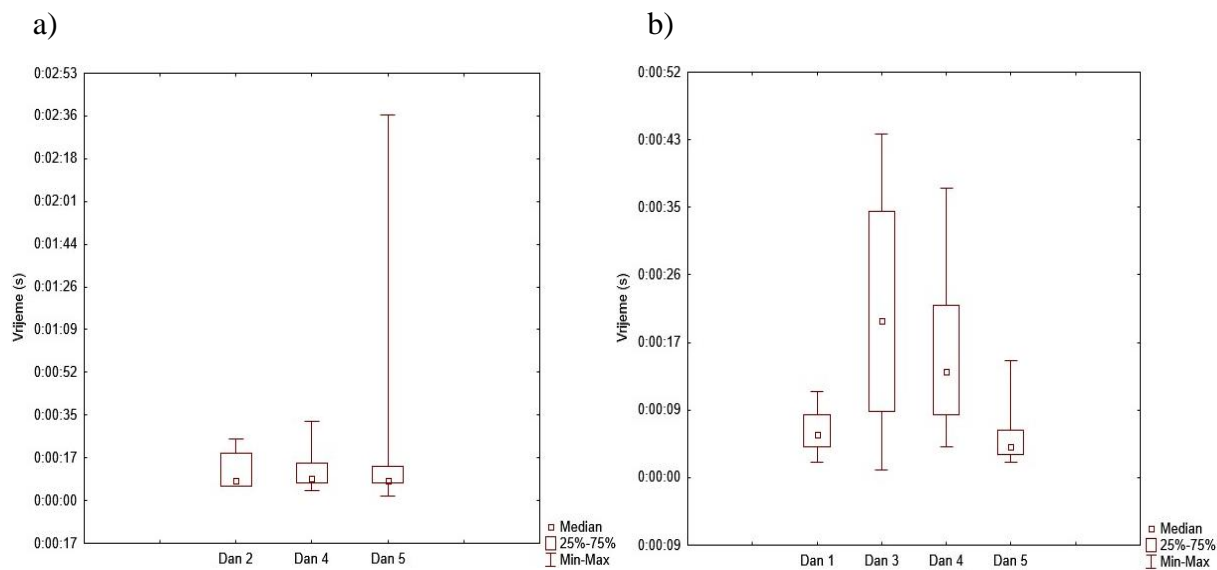 a)
0:02:53
0:02:36
0:02:18
0:02:01
0:01:44
0:01:26
0:01:09
0:00:52
0:00:35
0:00:17
0:00:00
0:00:17
Vrijeme (s)
Dan 2 Dan 4 Dan 5
Median
25%-75%
Min-Max
b)
0:00:52
0:00:43
0:00:35
0:00:26
0:00:17
0:00:09
0:00:00
0:00:09
Vrijeme (s)
Dan 1 Dan 3 Dan 4 Dan 5
Median
25%-75%
Min-Max